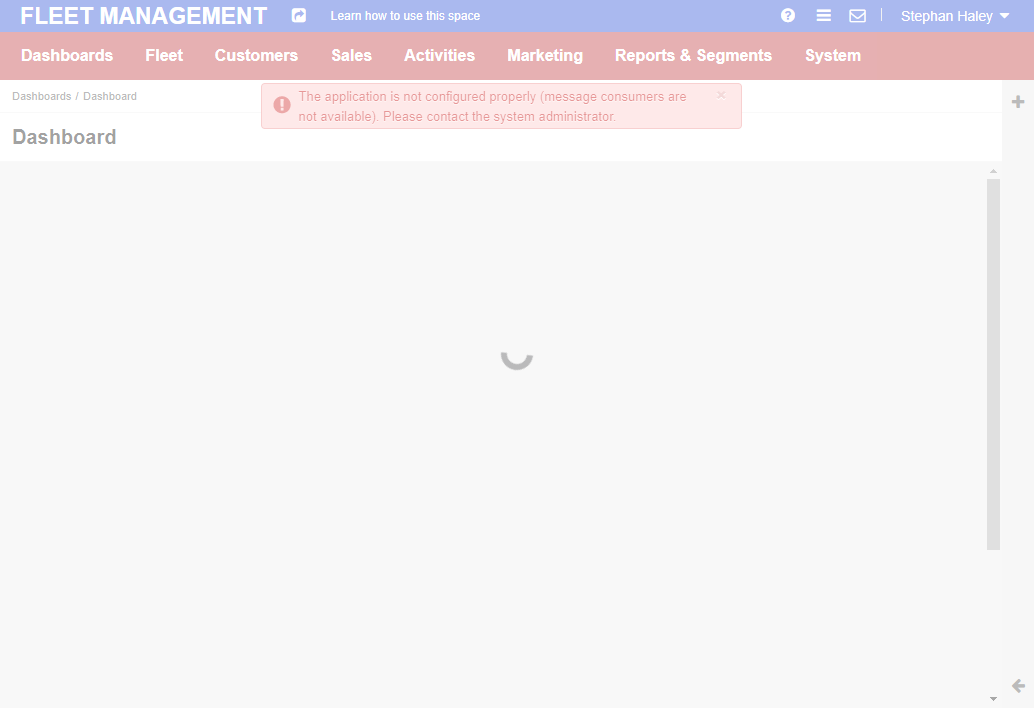 FLEET MANAGEMENT
Learn how to use this space
Stephan Haley
Dashboards Fleet Customers Sales Activities Marketing Reports & Segments System
Dashboards / Dashboard
The application is not configured properly (message consumers are
not available). Please contact the system administrator.
×
Dashboard